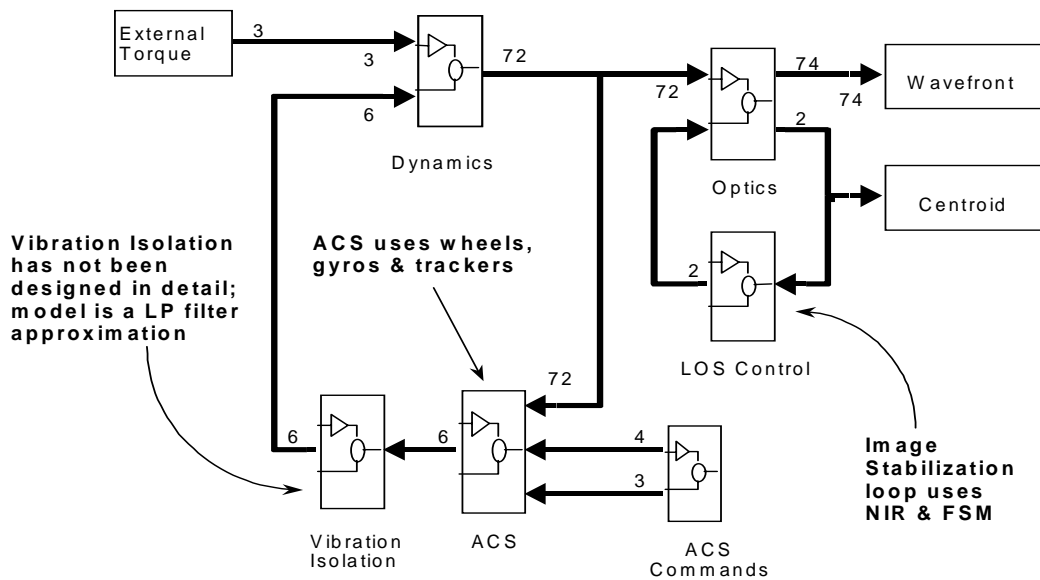 External
Torque
3
3
6
72
Dynamics
72
74
74
2
Optics
Wavefront
Centroid
Vibration Isolation
has not been
designed in detail;
model is a LP filter
approximation
ACS uses wheels,
gyros & trackers
2
LOS Control
72
6
6
4
3
Image
Stabilization
loop uses
NIR & FSM
Vibration
Isolation
ACS
ACS
Commands